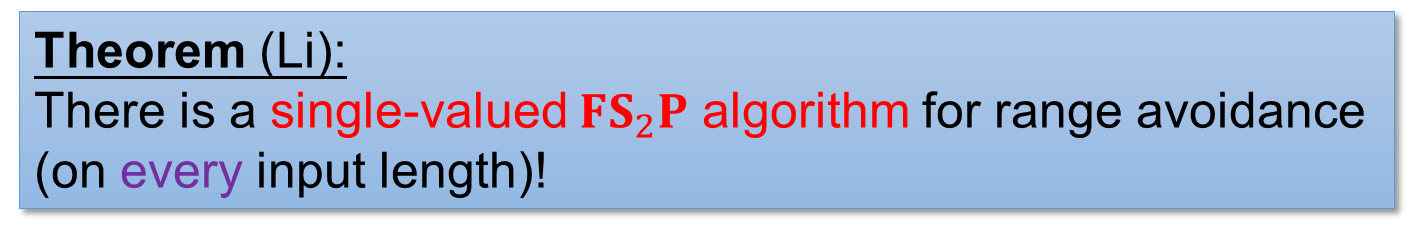 Theorem (Li):
There is a single-valued FS₂P algorithm for range avoidance
(on every input length)!